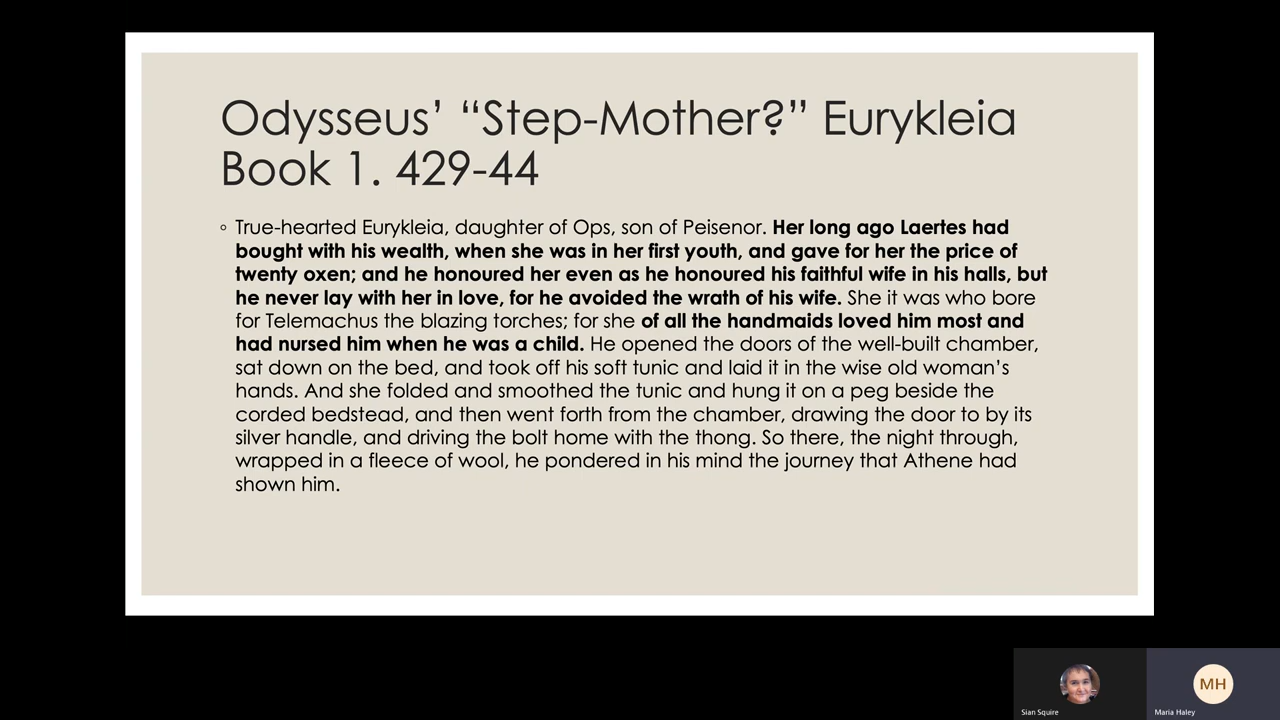 Odysseus’ “Step-Mother?” Eurykleia
Book 1. 429-44
◦ True-hearted Eurykleia, daughter of Ops, son of Peisenor. Her long ago Laertes had
bought with his wealth, when she was in her first youth, and gave for her the price of
twenty oxen; and he honoured her even as he honoured his faithful wife in his halls, but
he never lay with her in love, for he avoided the wrath of his wife. She it was who bore
for Telemachus the blazing torches; for she of all the handmaids loved him most and
had nursed him when he was a child. He opened the doors of the well-built chamber,
sat down on the bed, and took off his soft tunic and laid it in the wise old woman’s
hands. And she folded and smoothed the tunic and hung it on a peg beside the
corded bedstead, and then went forth from the chamber, drawing the door to by its
silver handle, and driving the bolt home with the thong. So there, the night through,
wrapped in a fleece of wool, he pondered in his mind the journey that Athene had
shown him.
MH
Sian Squire
Maria Haley